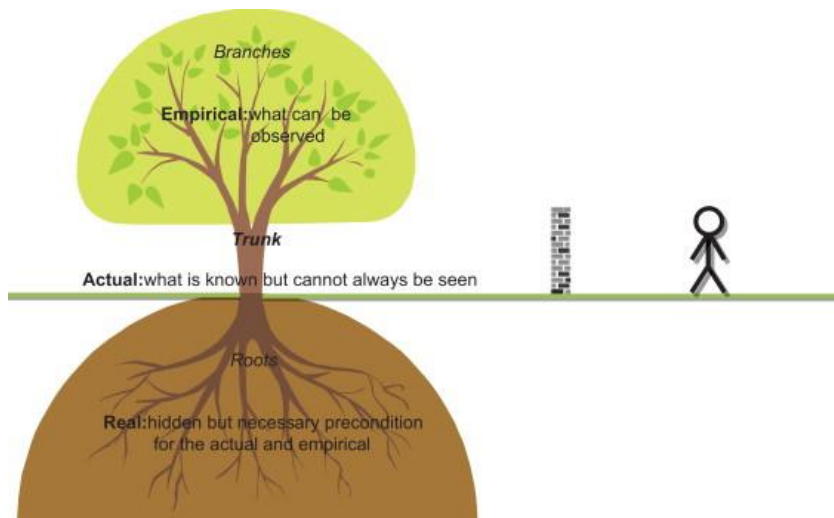 Branches
Empirical:what can be
observed
Trunk
Actual:what is known but cannot always be seen
Roots
Real:hidden but necessary precondition
for the actual and empirical